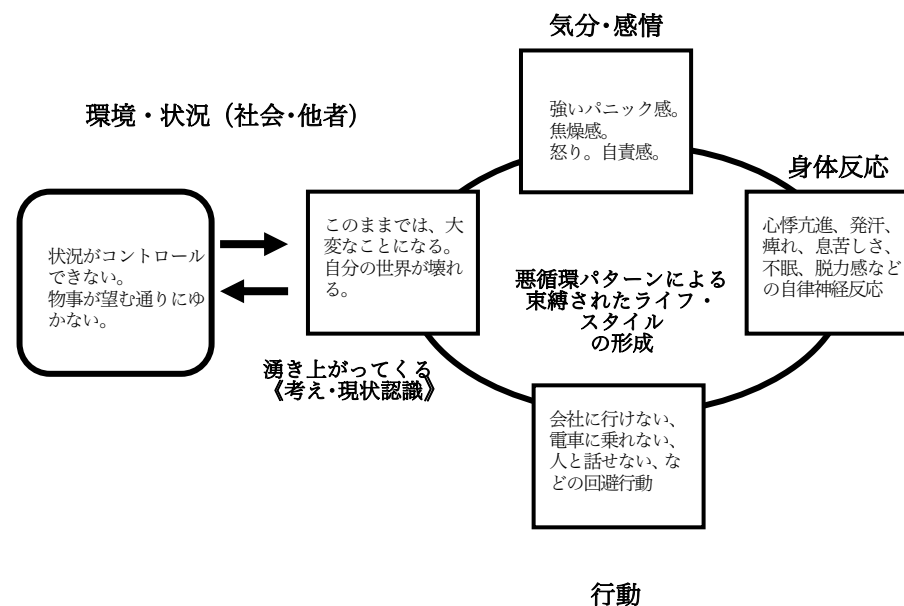 気分・感情
強いパニック感。
焦燥感。
怒り。自責感。
環境・状況（社会・他者）
状況がコントロール
できない。
物事が望む通りにゆ
かない。
このままでは、大
変なことになる。
自分の世界が壊れ
る。
湧き上がってくる
《考え・現状認識》
悪循環パターンによる
束縛されたライフ・
スタイル
の形成
身体反応
心悸亢進、発汗、
痺れ、息苦しさ、
不眠、脱力感など
の自律神経反応
会社に行けない、
電車に乗れない、
人と話せない、な
どの回避行動
行動